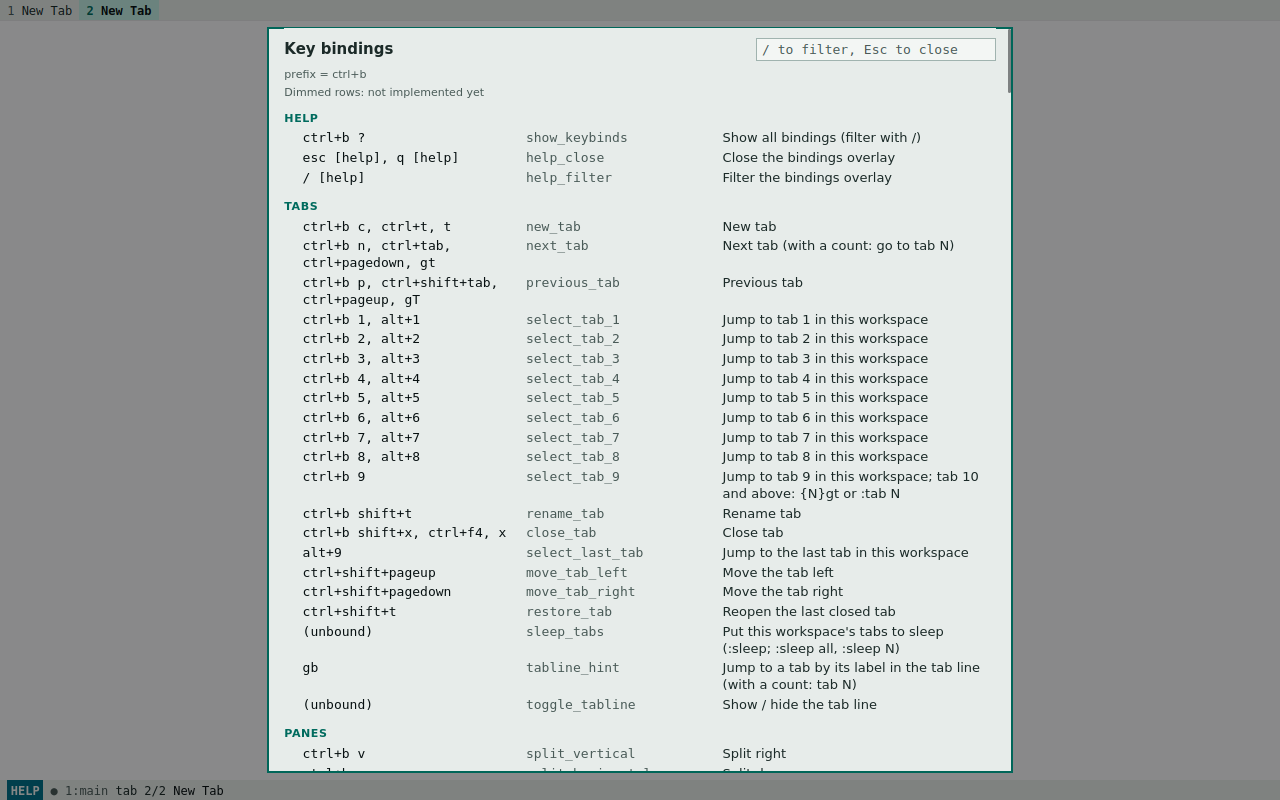 1 New Tab 2 New Tab
Key bindings / to filter, Esc to close
prefix = ctrl+b
Dimmed rows: not implemented yet
HELP
ctrl+b ? show_keybinds Show all bindings (filter with /)
esc [help], q [help] help_close Close the bindings overlay
/ [help] help_filter Filter the bindings overlay
TABS
ctrl+b c, ctrl+t, t new_tab New tab
ctrl+b n, ctrl+tab, next_tab Next tab (with a count: go to tab N)
ctrl+pagedown, gt
ctrl+b p, ctrl+shift+tab, previous_tab Previous tab
ctrl+pageup, gT
ctrl+b 1, alt+1 select_tab_1 Jump to tab 1 in this workspace
ctrl+b 2, alt+2 select_tab_2 Jump to tab 2 in this workspace
ctrl+b 3, alt+3 select_tab_3 Jump to tab 3 in this workspace
ctrl+b 4, alt+4 select_tab_4 Jump to tab 4 in this workspace
ctrl+b 5, alt+5 select_tab_5 Jump to tab 5 in this workspace
ctrl+b 6, alt+6 select_tab_6 Jump to tab 6 in this workspace
ctrl+b 7, alt+7 select_tab_7 Jump to tab 7 in this workspace
ctrl+b 8, alt+8 select_tab_8 Jump to tab 8 in this workspace
ctrl+b 9 select_tab_9 Jump to tab 9 in this workspace; tab 10
and above: {N}gt or :tab N
ctrl+b shift+t rename_tab Rename tab
ctrl+b shift+x, ctrl+f4, x close_tab Close tab
alt+9 select_last_tab Jump to the last tab in this workspace
ctrl+shift+pageup move_tab_left Move the tab left
ctrl+shift+pagedown move_tab_right Move the tab right
ctrl+shift+t restore_tab Reopen the last closed tab
(unbound) sleep_tabs Put this workspace's tabs to sleep
(:sleep; :sleep all, :sleep N)
gb tabline_hint Jump to a tab by its label in the tab line
(with a count: tab N)
(unbound) toggle_tabline Show / hide the tab line
PANES
ctrl+b v split_vertical Split right
HELP ● 1:main tab 2/2 New Tab